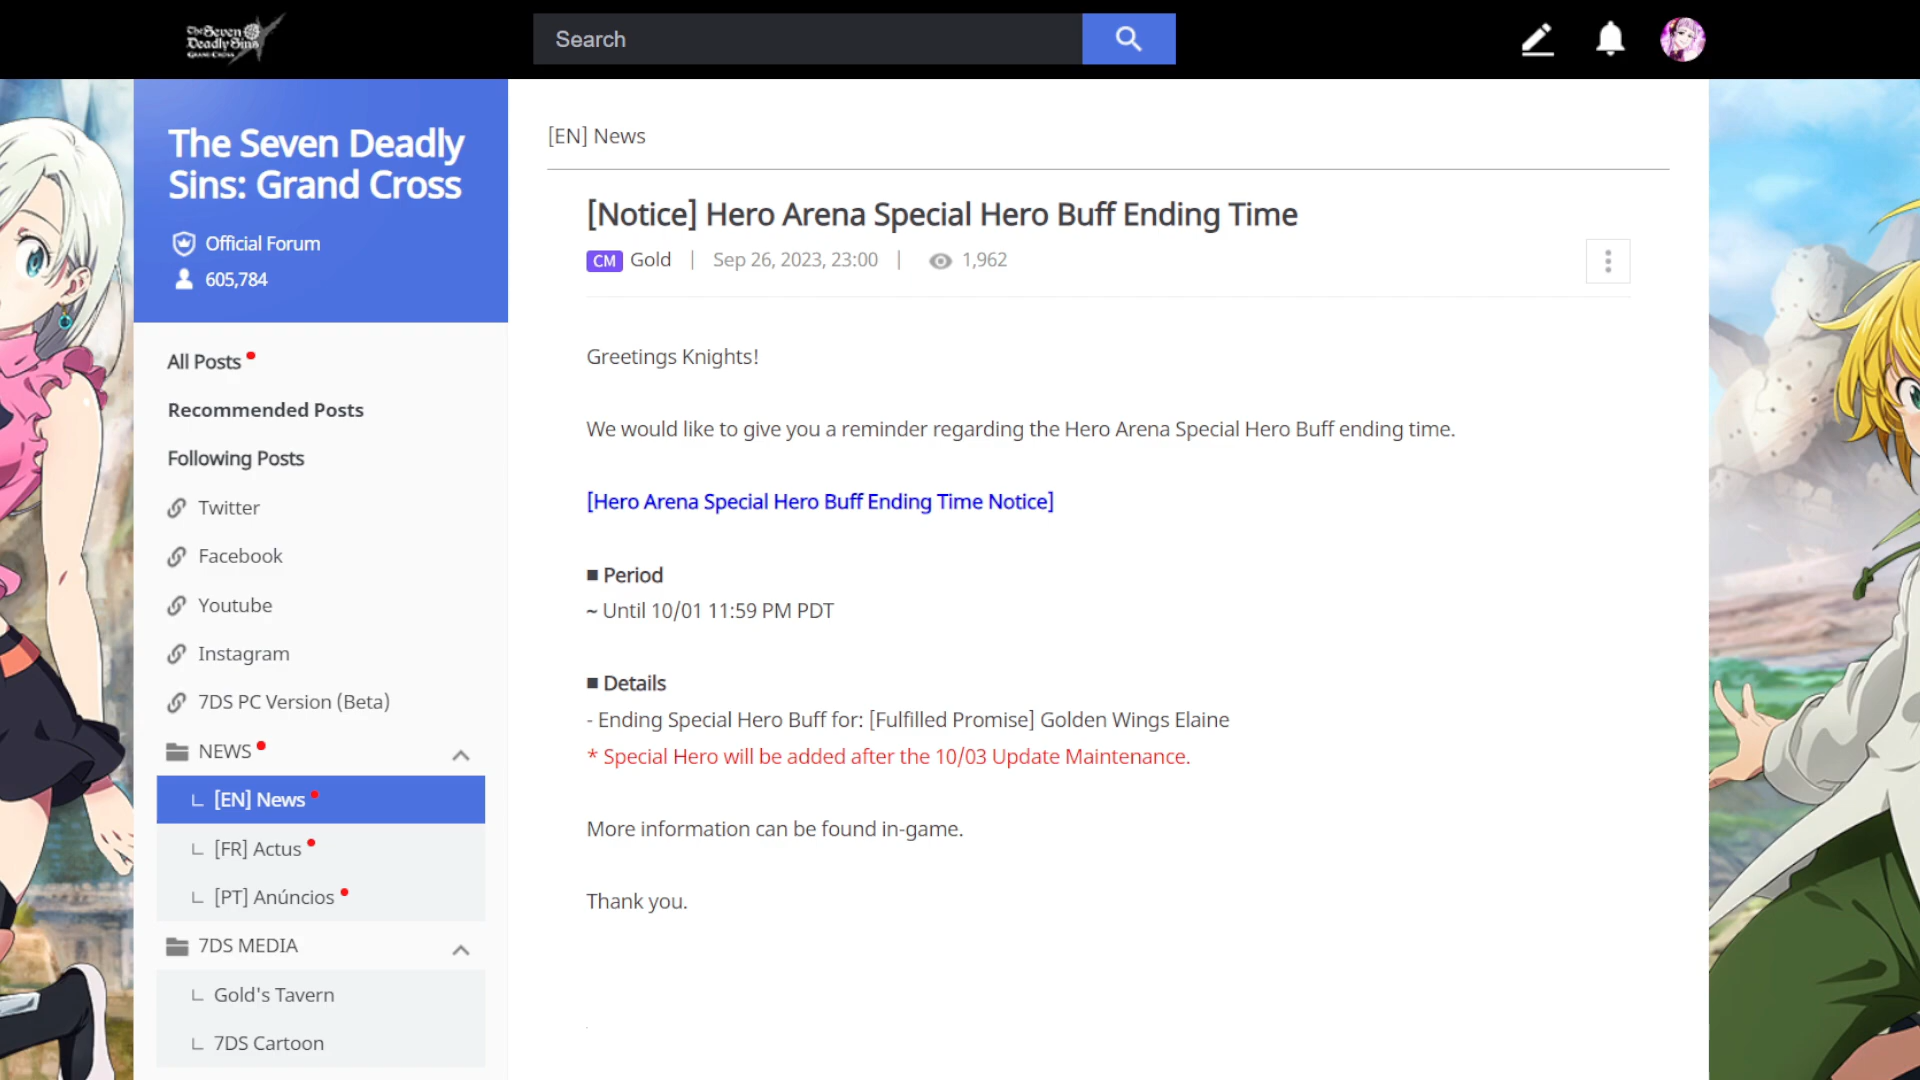 The Seven
Deadly Sins
GRAND CROSS
Search
The Seven Deadly
Sins: Grand Cross
Official Forum
605,784
All Posts
Recommended Posts
Following Posts
Twitter
Facebook
Youtube
Instagram
7DS PC Version (Beta)
NEWS
[EN] News
[FR] Actus
[PT] Anúncios
7DS MEDIA
Gold's Tavern
7DS Cartoon
[EN] News
[Notice] Hero Arena Special Hero Buff Ending Time
CM Gold | Sep 26, 2023, 23:00 | 1,962
Greetings Knights!
We would like to give you a reminder regarding the Hero Arena Special Hero Buff ending time.
[Hero Arena Special Hero Buff Ending Time Notice]
■ Period
~ Until 10/01 11:59 PM PDT
■ Details
- Ending Special Hero Buff for: [Fulfilled Promise] Golden Wings Elaine
* Special Hero will be added after the 10/03 Update Maintenance.
More information can be found in-game.
Thank you.